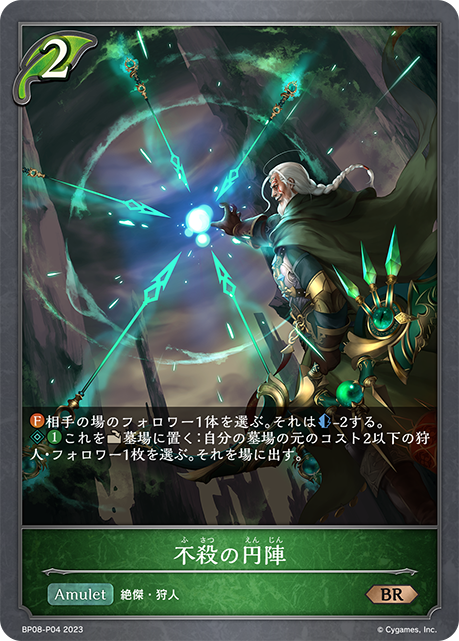 2
F相手の場のフォロワー1体を選ぶ。それは-2する。
1 これを墓場に置く：自分の墓場の元のコスト2以下の狩
人・フォロワー1枚を選ぶ。それを場に出す。
ふさつ えんじん
不殺の円陣
Amulet 絶傑・狩人 BR
BP08-P04 2023 © Cygames, Inc.